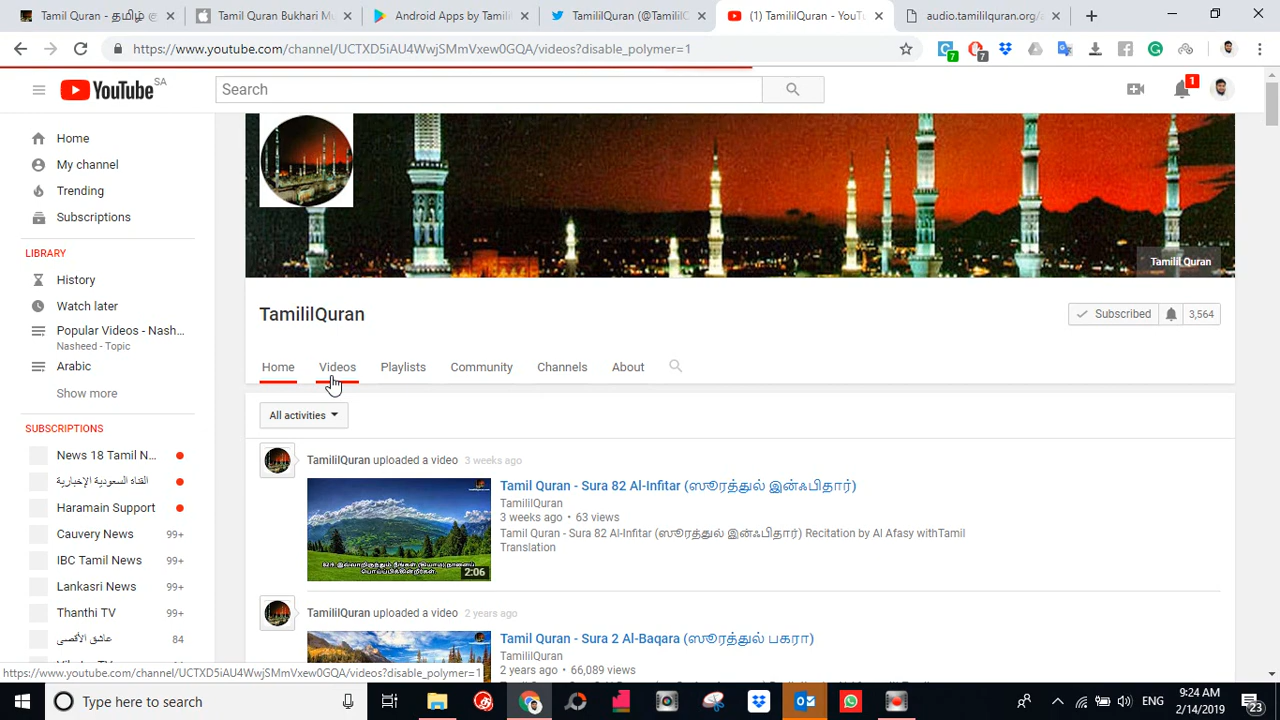 Tamil Quran - தமிழ் கு
Tamil Quran Bukhari Mu
Android Apps by Tamilil
TamililQuran (@TamililC
(1) TamililQuran - YouTu
audio.tamililquran.org/a
https://www.youtube.com/channel/UCTXD5iAU4WwjSMmVxew0GQA/videos?disable_polymer=1
7
7
YouTube SA
Search
1
Home
My channel
Trending
Subscriptions
LIBRARY
History
Watch later
Popular Videos - Nash...
Nasheed - Topic
Arabic
Show more
SUBSCRIPTIONS
News 18 Tamil N...
القناة السعودية الإخبارية
Haramain Support
Cauvery News 99+
IBC Tamil News 99+
Lankasri News 99+
Thanthi TV 99+
عاشق الأقصى 84
Tamilil Quran
TamililQuran
Subscribed 3,564
Home Videos Playlists Community Channels About
All activities
TamililQuran uploaded a video 3 weeks ago
Tamil Quran - Sura 82 Al-Infitar (ஸூரத்துல் இன்ஃபிதார்)
TamililQuran
3 weeks ago • 63 views
Tamil Quran - Sura 82 Al-Infitar (ஸூரத்துல் இன்ஃபிதார்) Recitation by Al Afasy withTamil
Translation
2:06
TamililQuran uploaded a video 2 years ago
Tamil Quran - Sura 2 Al-Baqara (ஸூரத்துல் பகரா)
TamililQuran
2 years ago • 66,089 views
https://www.youtube.com/channel/UCTXD5iAU4WwjSMmVxew0GQA/videos?disable_polymer=1
Type here to search
ENG
9:24 AM
2/14/2019
23